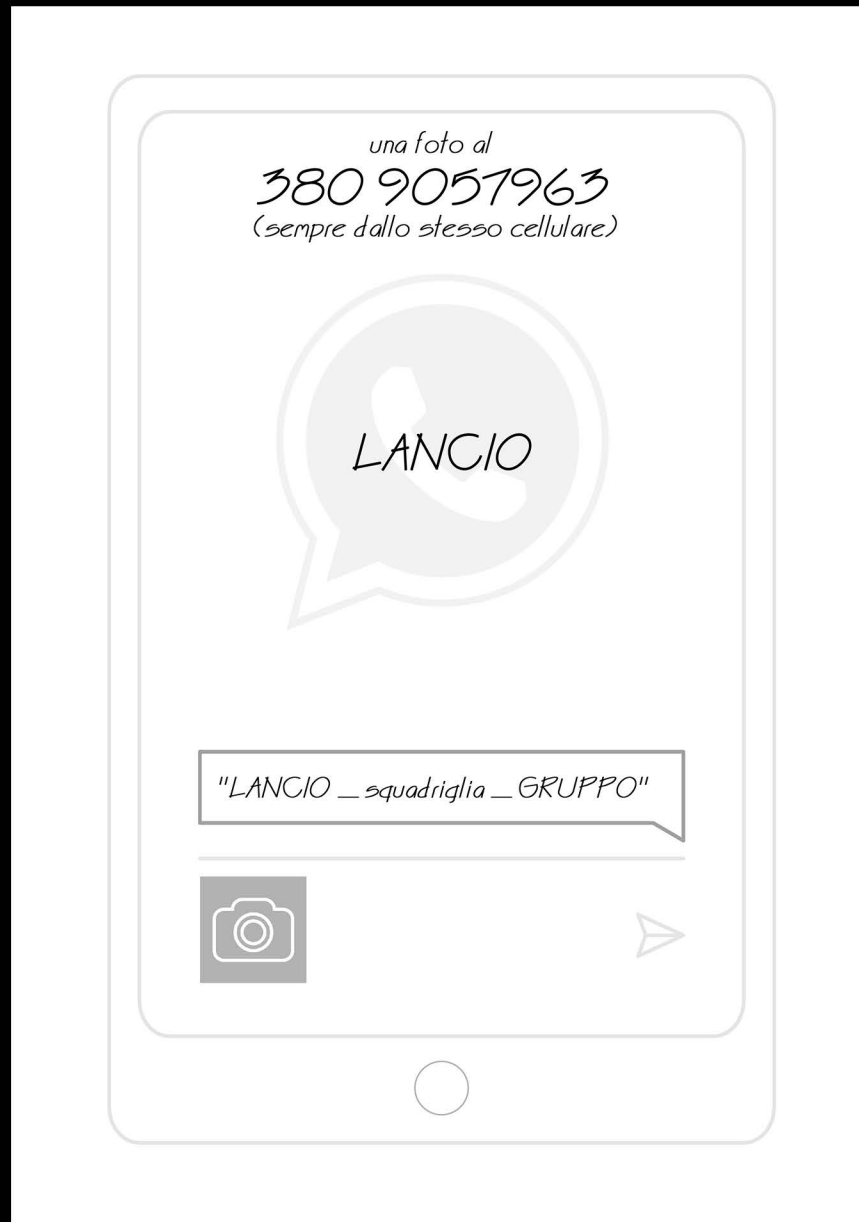 una foto al
380 9057963
(sempre dallo stesso cellulare)
LANCIO
"LANCIO _ squadriglia _ GRUPPO"